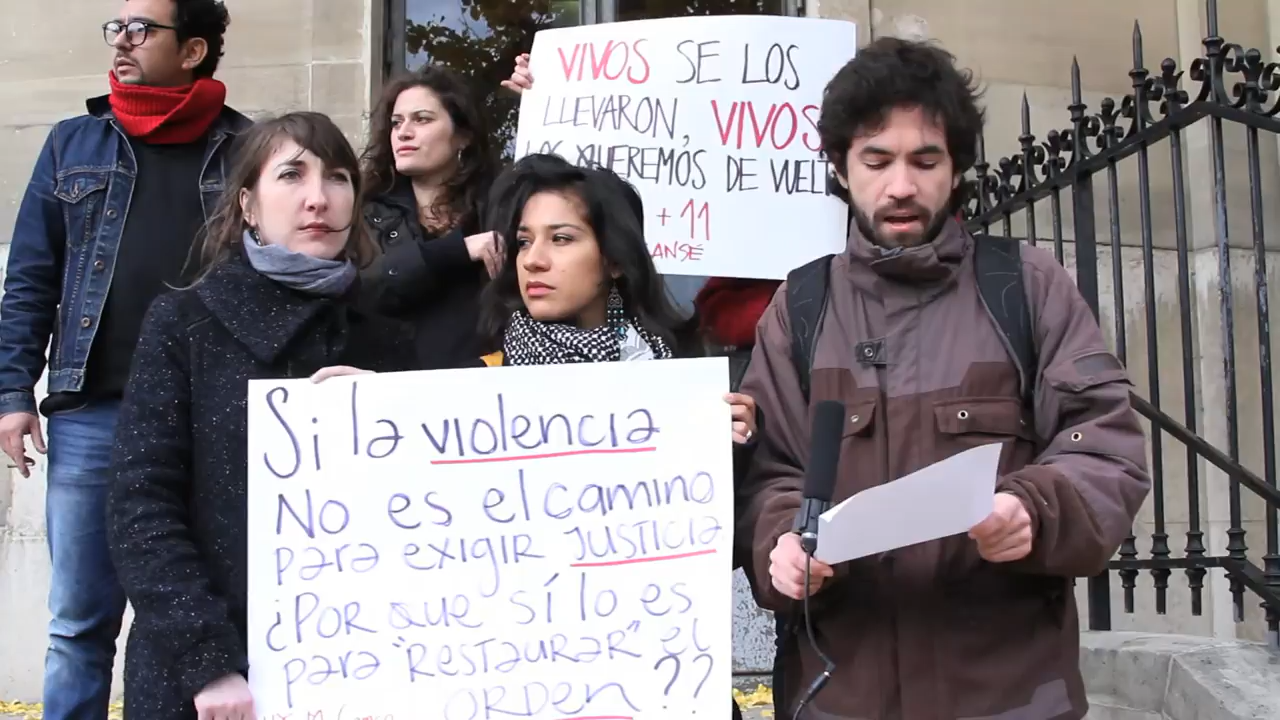 VIVOS SE LOS
LLEVARON, VIVOS
LOS QUEREMOS DE VUELT
+ 11
ANSÉ
Si la violencia
No es el camino
para exigir JUSTICIA
¿Por que sí lo es
para "Restaurar" el
ORDEN ??